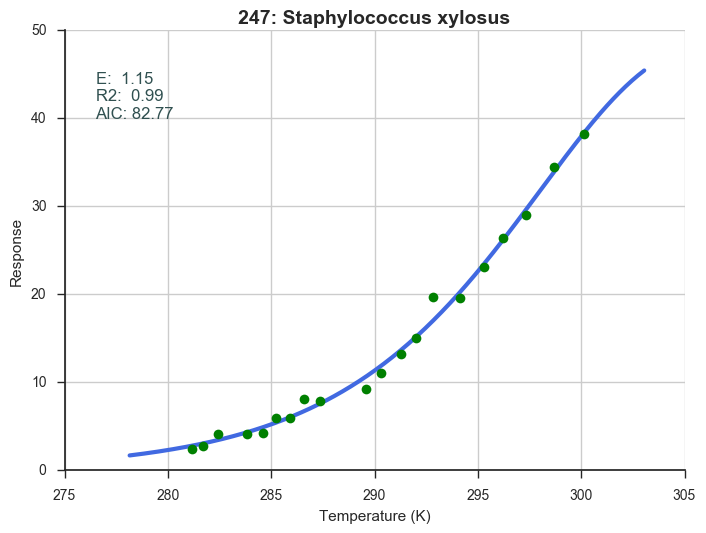 247: Staphylococcus xylosus
E:  1.15
R2:  0.99
AIC: 82.77
50
40
30
20
10
0
Response
275 280 285 290 295 300 305
Temperature (K)